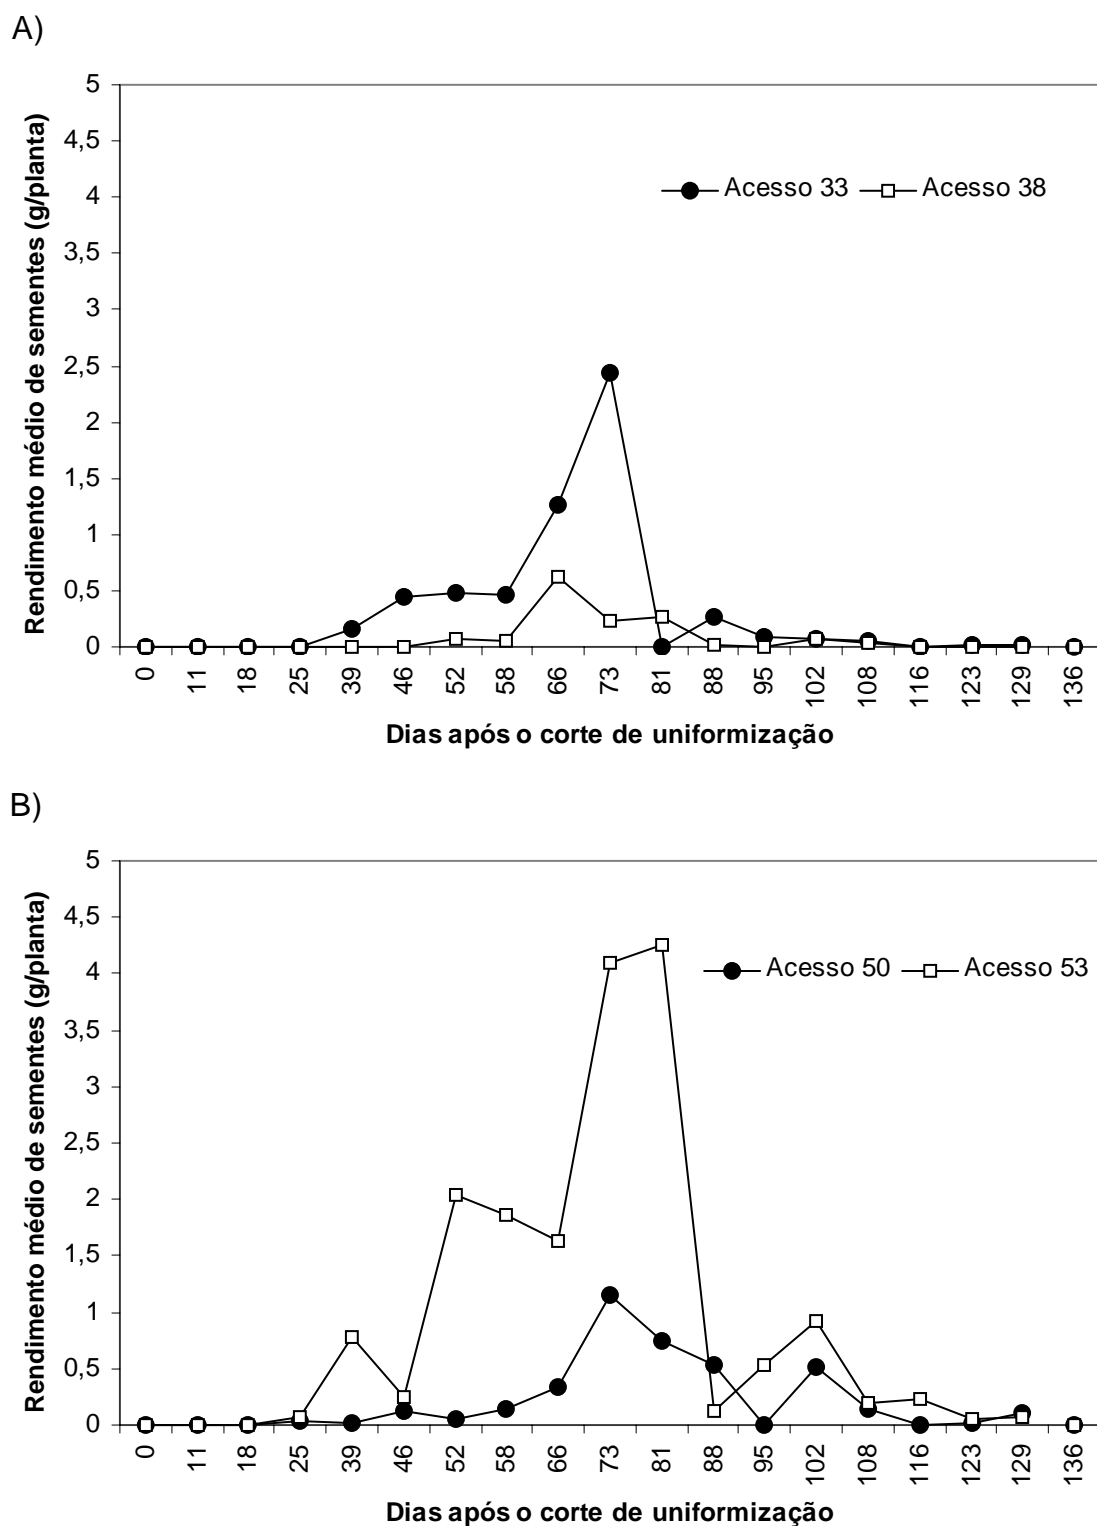 A)
Rendimento médio de sementes (g/planta)
5
4,5
4
3,5
3
2,5
2
1,5
1
0,5
0
Acesso 33 Acesso 38
0 11 18 25 39 46 52 58 66 73 81 88 95 102 108 116 123 129 136
Dias após o corte de uniformização
B)
Rendimento médio de sementes (g/planta)
5
4,5
4
3,5
3
2,5
2
1,5
1
0,5
0
Acesso 50 Acesso 53
0 11 18 25 39 46 52 58 66 73 81 88 95 102 108 116 123 129 136
Dias após o corte de uniformização